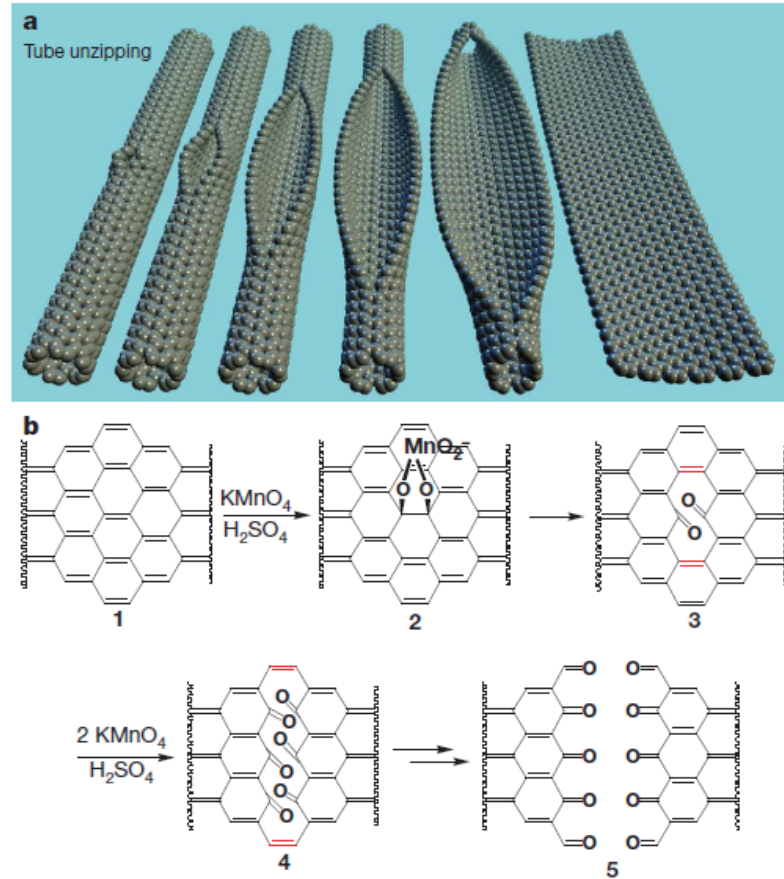 a
Tube unzipping
b
KMnO₄
H₂SO₄
MnO₂⁻
O O
O
O
1
2
3
2 KMnO₄
H₂SO₄
O
O
O
O
O
O O
O O
O O
O O
O O
4
5